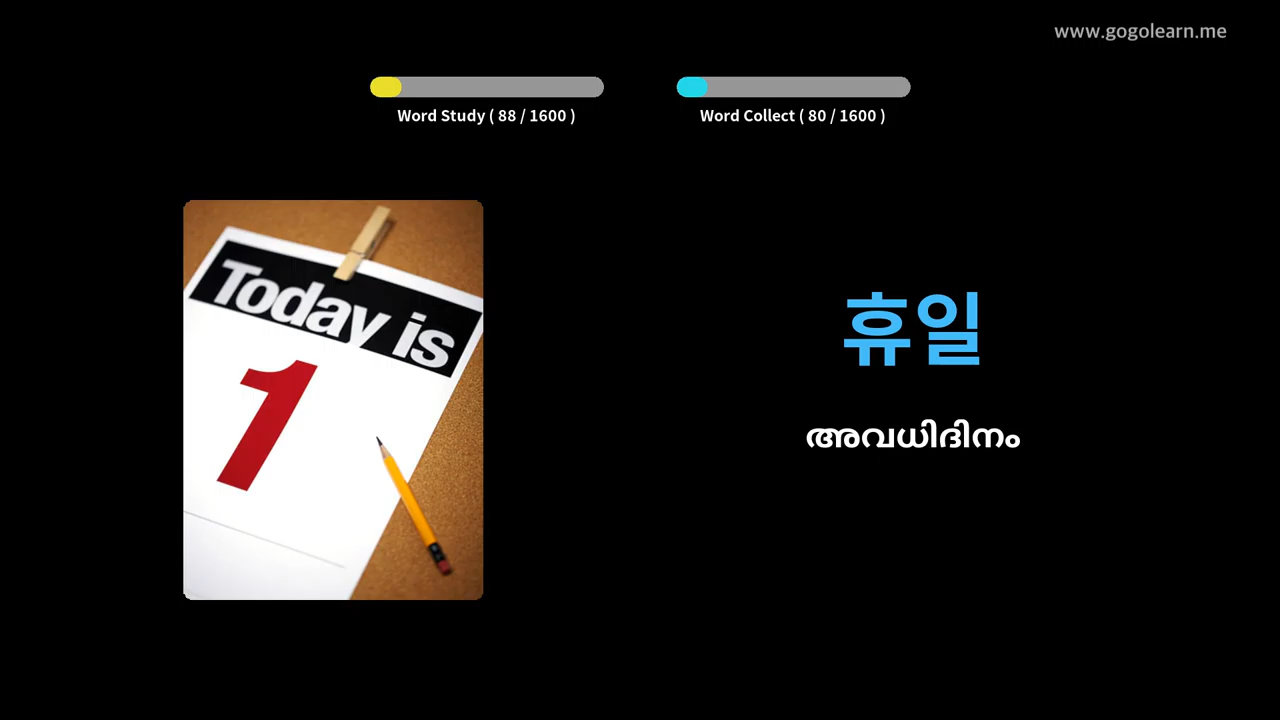 www.gogolearn.me
Word Study ( 88 / 1600 )
Word Collect ( 80 / 1600 )
Today is
1
휴일
അവധിദിനം